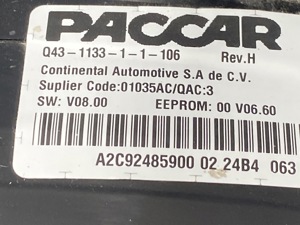 PACCAR
Q43-1133-1-1-106 Rev.H
Continental Automotive S.A de C.V.
Suplier Code:01035AC/QAC:3
SW: V08.00 EEPROM: 00 V06.60
A2C92485900 02 24B4 063